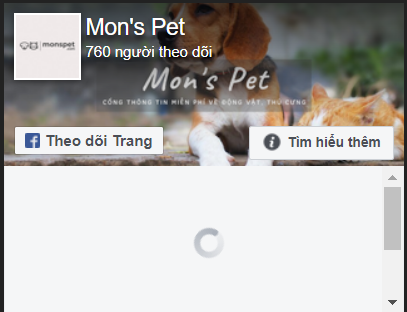 Mon's Pet
760 người theo dõi
monspet
Mon's Pet
CỔNG THÔNG TIN MIỄN PHÍ VỀ ĐỘNG VẬT, THÚ CƯNG
Theo dõi Trang
Tìm hiểu thêm